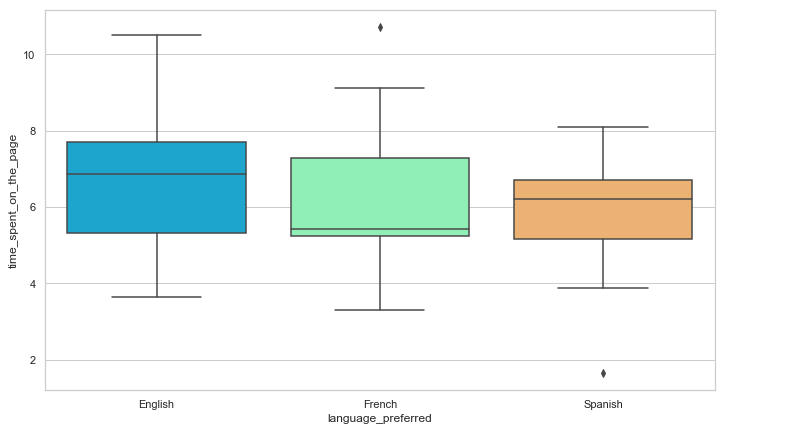 time_spent_on_the_page
10
8
6
4
2
English French Spanish
language_preferred